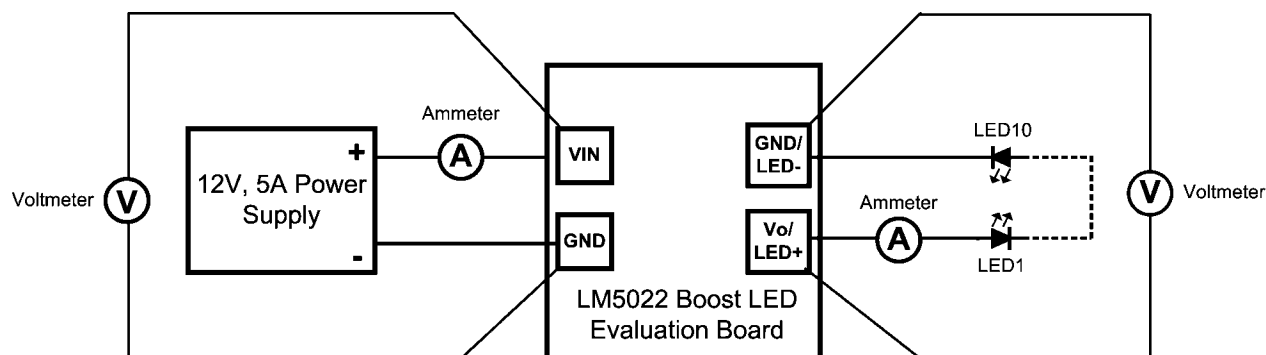 Ammeter
A
+
12V, 5A Power
Supply
-
Voltmeter
V
VIN
GND
GND/
LED-
Vo/
LED+
LM5022 Boost LED
Evaluation Board
LED10
Ammeter
A
LED1
V
Voltmeter